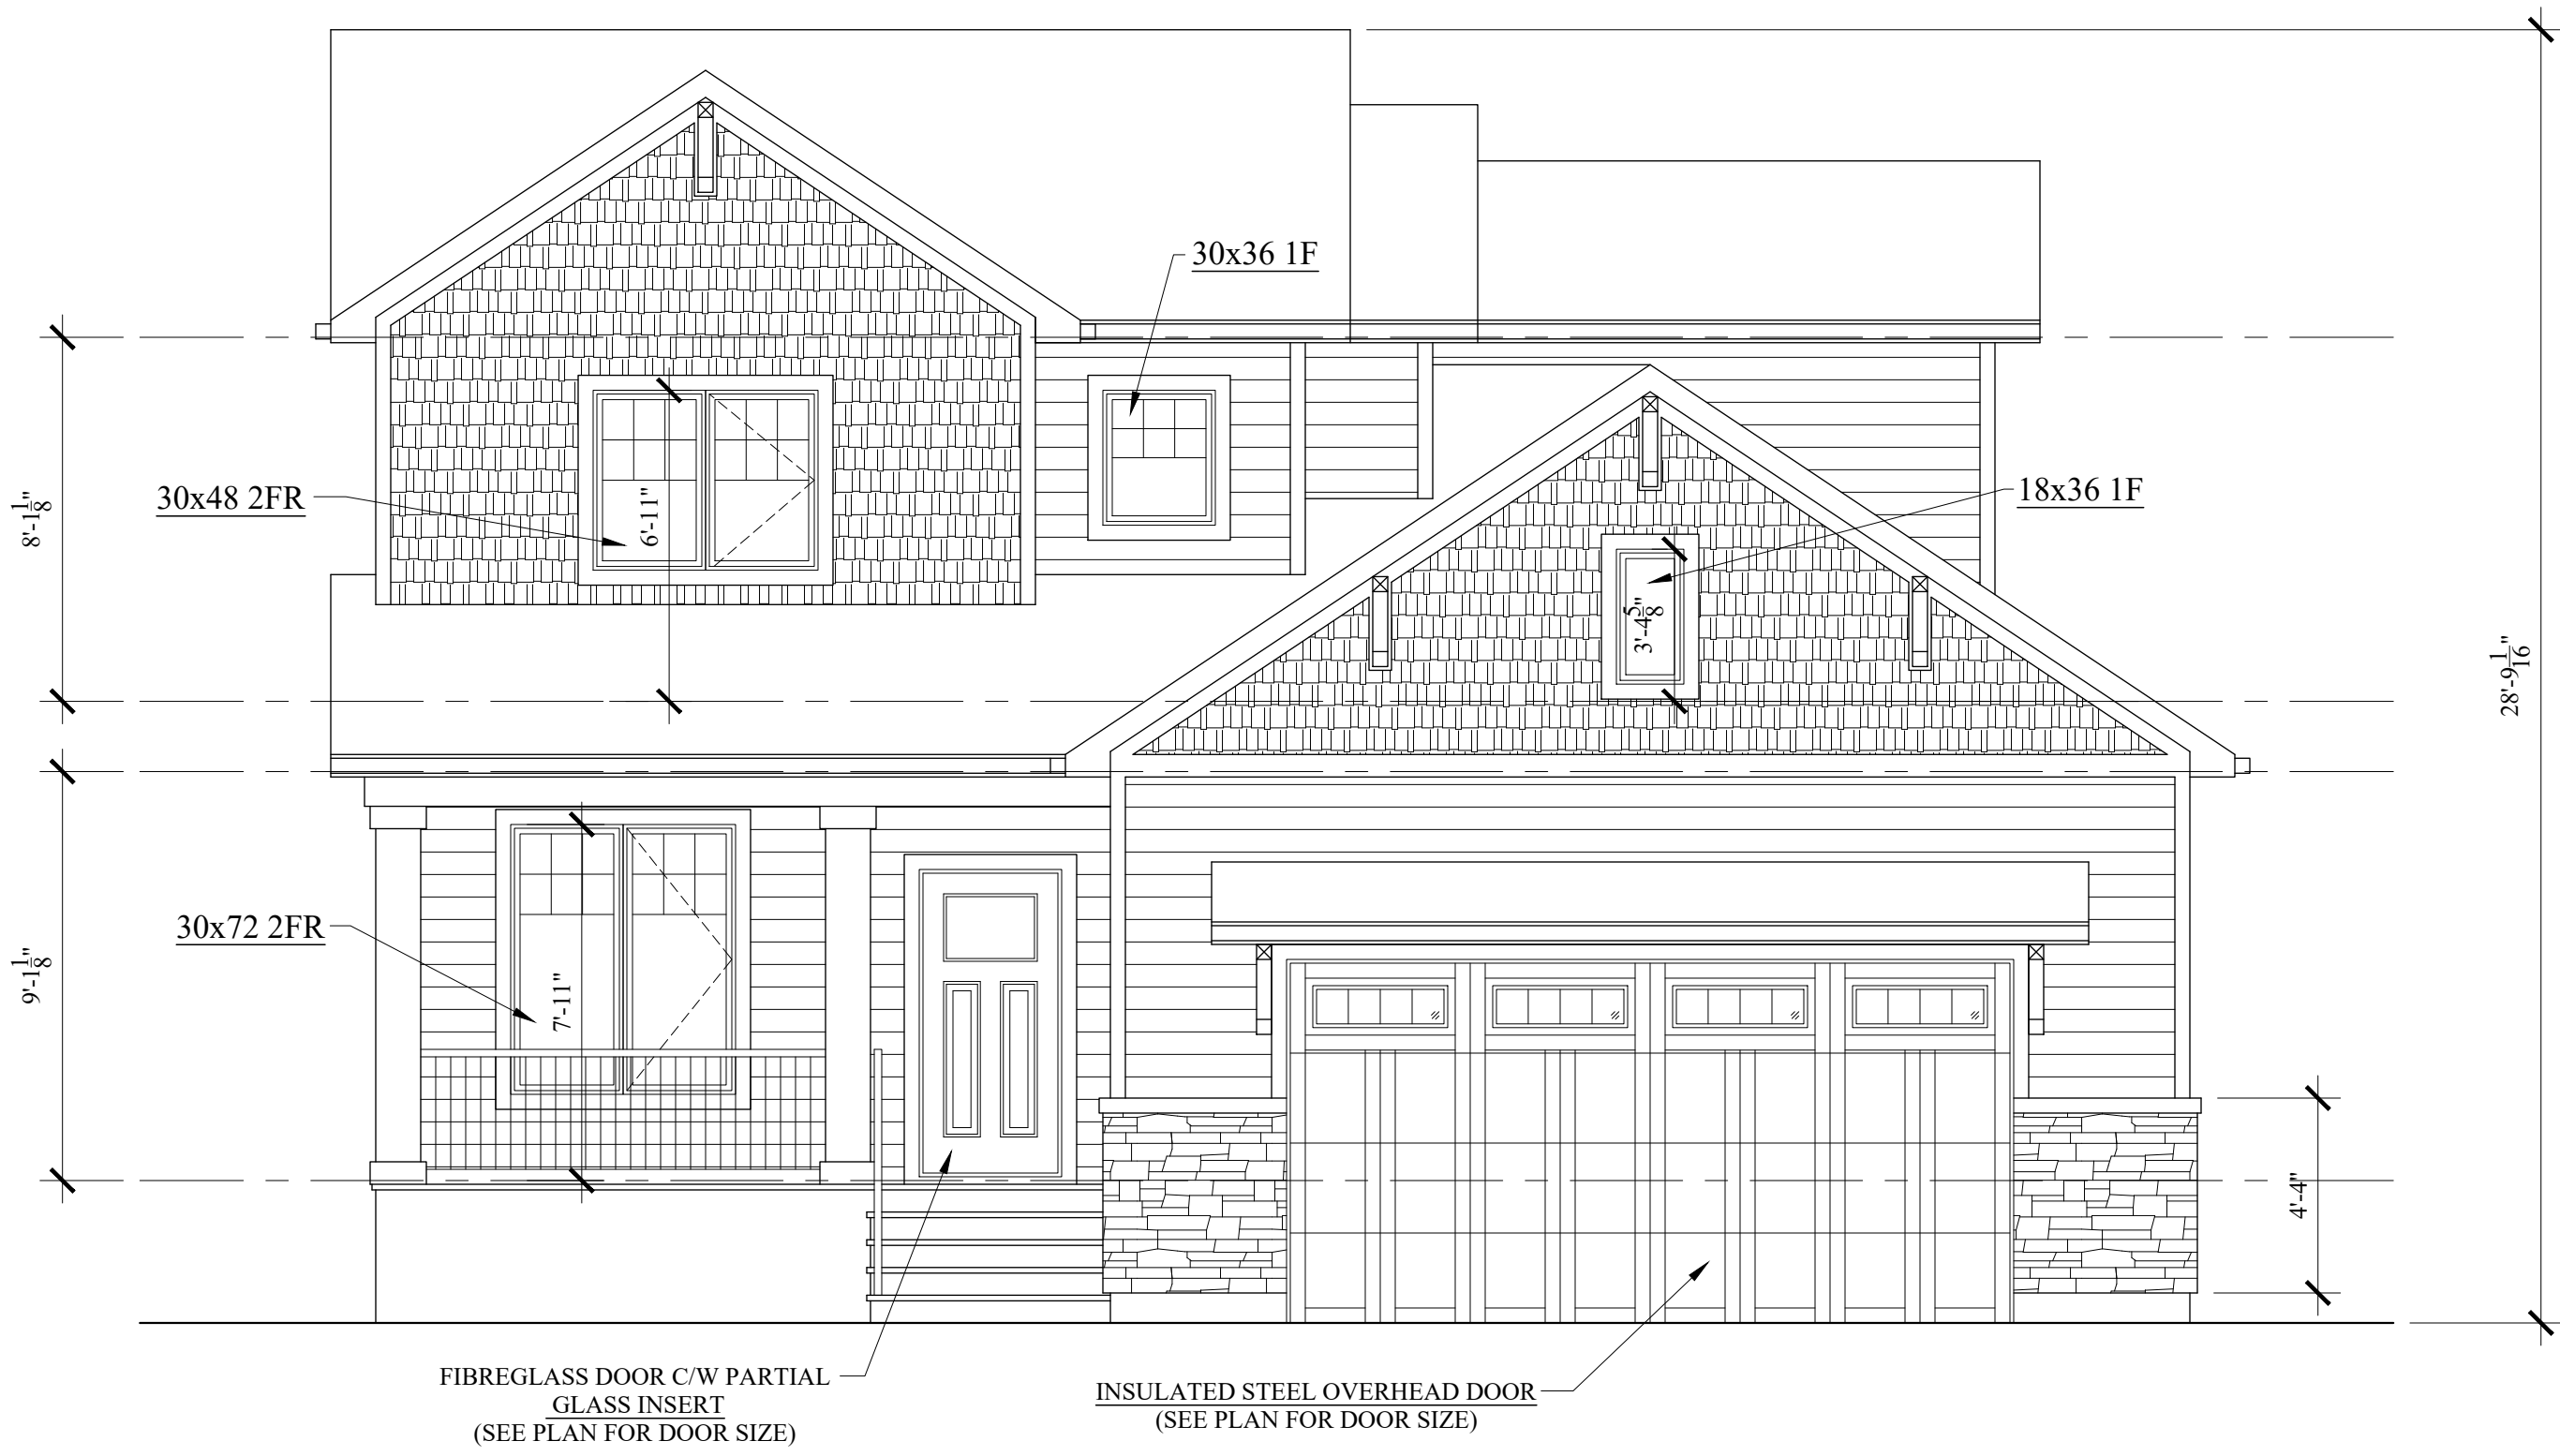 30x36 1F
30x48 2FR
8'-1 1/8"
6'-11"
18x36 1F
3'-4 5/8"
28'-9 1/16"
30x72 2FR
9'-1 1/8"
7'-11"
4'-4"
FIBREGLASS DOOR C/W PARTIAL
GLASS INSERT
(SEE PLAN FOR DOOR SIZE)
INSULATED STEEL OVERHEAD DOOR
(SEE PLAN FOR DOOR SIZE)